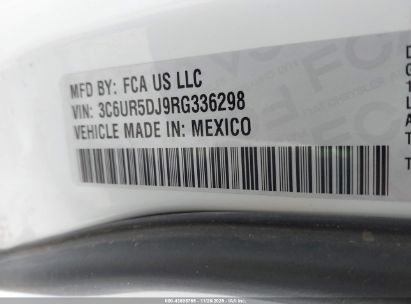 MFD BY: FCA US LLC
VIN: 3C6UR5DJ9RG336298
VEHICLE MADE IN: MEXICO